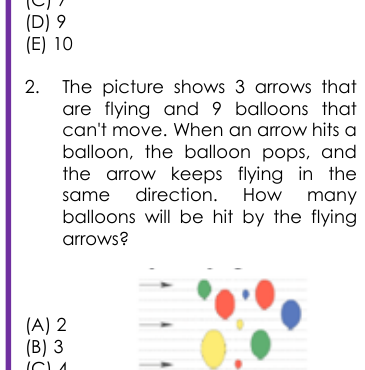 (C) 7
(D) 9
(E) 10
2. The picture shows 3 arrows that
are flying and 9 balloons that
can't move. When an arrow hits a
balloon, the balloon pops, and
the arrow keeps flying in the
same direction. How many
balloons will be hit by the flying
arrows?
(A) 2
(B) 3
(C) 4